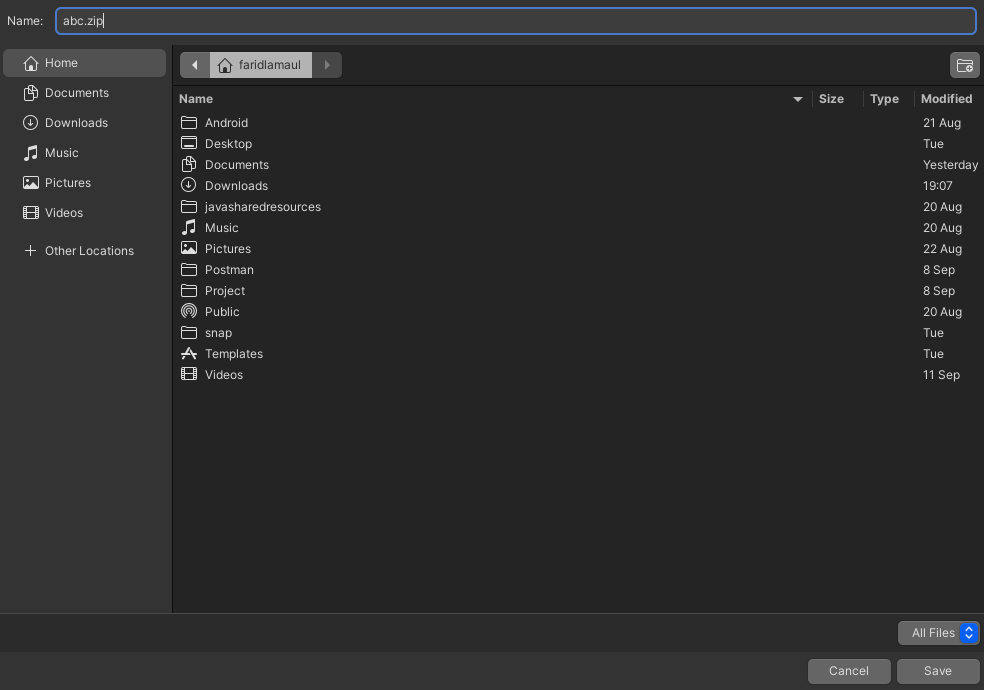 Name: abc.zip
Home
Documents
Downloads
Music
Pictures
Videos
Other Locations
faridlamaul
Name Size Type Modified
Android 21 Aug
Desktop Tue
Documents Yesterday
Downloads 19:07
javasharedresources 20 Aug
Music 20 Aug
Pictures 22 Aug
Postman 8 Sep
Project 8 Sep
Public 20 Aug
snap Tue
Templates Tue
Videos 11 Sep
All Files
Cancel Save